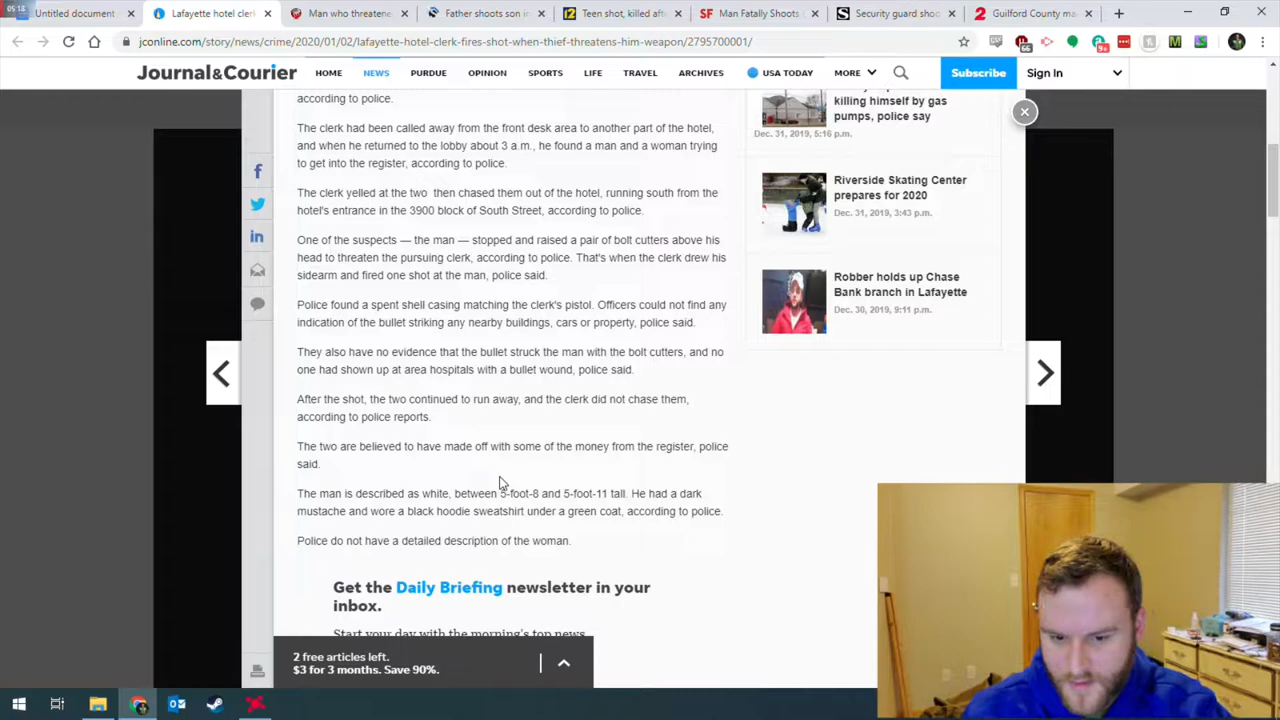 05:18
Untitled document
Lafayette hotel cler
Man who threatene
Father shoots son in
Teen shot, killed aft
Man Fatally Shoots
Security guard shoo
Guilford County ma
jconline.com/story/news/crime/2020/01/02/lafayette-hotel-clerk-fires-shot-when-thief-threatens-him-weapon/2795700001/
66
9+
Journal&Courier
HOME
NEWS
PURDUE
OPINION
SPORTS
LIFE
TRAVEL
ARCHIVES
USA TODAY
MORE
Subscribe
Sign In
according to police.
The clerk had been called away from the front desk area to another part of the hotel,
and when he returned to the lobby about 3 a.m., he found a man and a woman trying
to get into the register, according to police.
The clerk yelled at the two then chased them out of the hotel, running south from the
hotel's entrance in the 3900 block of South Street, according to police.
One of the suspects — the man — stopped and raised a pair of bolt cutters above his
head to threaten the pursuing clerk, according to police. That's when the clerk drew his
sidearm and fired one shot at the man, police said.
Police found a spent shell casing matching the clerk's pistol. Officers could not find any
indication of the bullet striking any nearby buildings, cars or property, police said.
They also have no evidence that the bullet struck the man with the bolt cutters, and no
one had shown up at area hospitals with a bullet wound, police said.
After the shot, the two continued to run away, and the clerk did not chase them,
according to police reports.
The two are believed to have made off with some of the money from the register, police
said.
The man is described as white, between 5-foot-8 and 5-foot-11 tall. He had a dark
mustache and wore a black hoodie sweatshirt under a green coat, according to police.
Police do not have a detailed description of the woman.
Get the Daily Briefing newsletter in your
inbox.
Start your day with the morning's top news
2 free articles left.
$3 for 3 months. Save 90%.
killing himself by gas
pumps, police say
Dec. 31, 2019, 5:16 p.m.
Riverside Skating Center
prepares for 2020
Dec. 31, 2019, 3:43 p.m.
Robber holds up Chase
Bank branch in Lafayette
Dec. 30, 2019, 9:11 p.m.